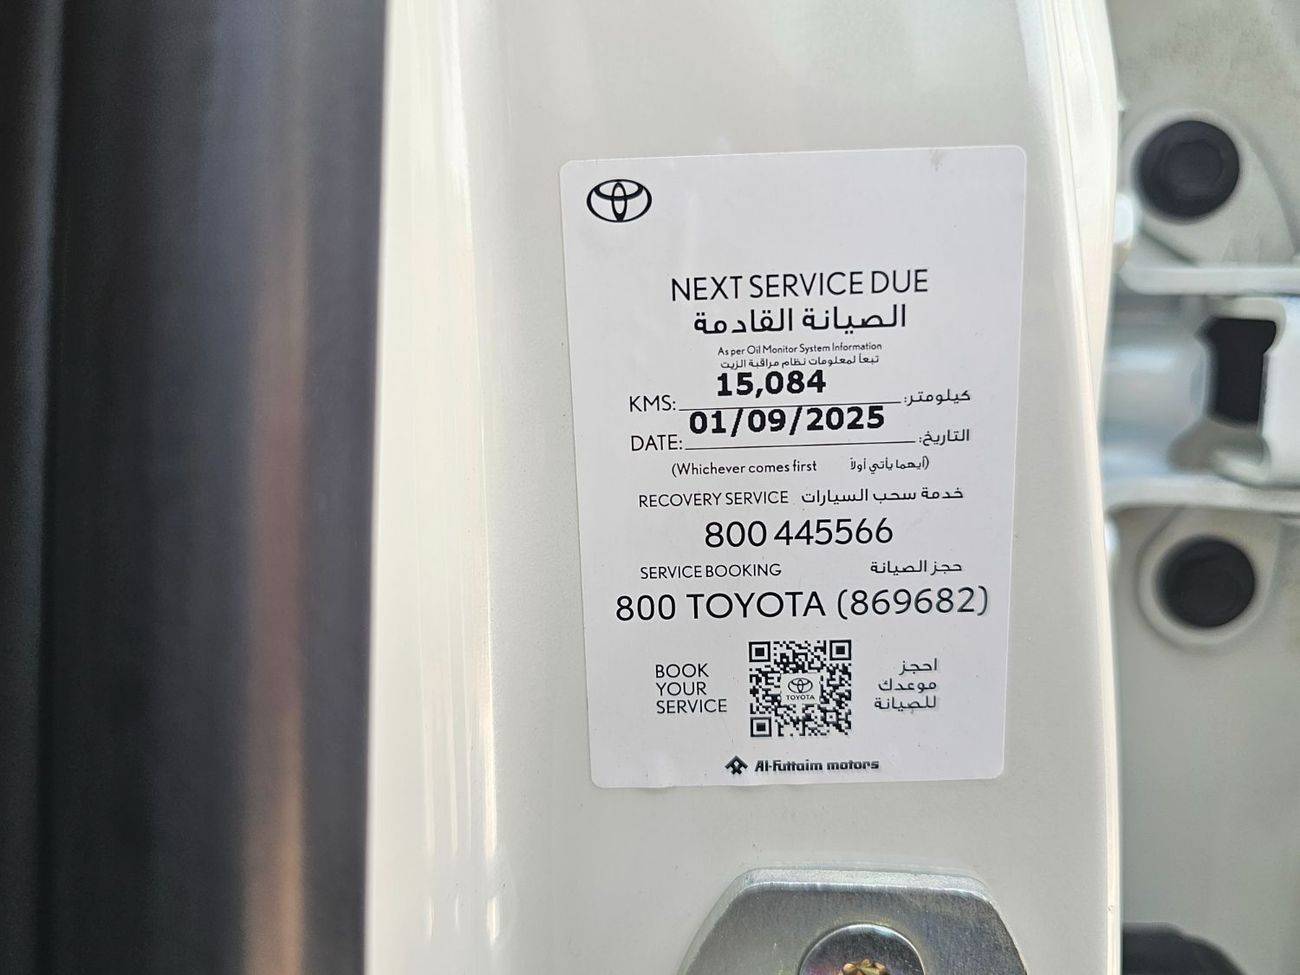 NEXT SERVICE DUE
الصيانة القادمة
As per Oil Monitor System Information
تبعاً لمعلومات نظام مراقبة الزيت
KMS: 15,084 كيلومتر:
DATE: 01/09/2025 التاريخ:
(Whichever comes first أيهما يأتي أولاً)
RECOVERY SERVICE خدمة سحب السيارات
800 445566
SERVICE BOOKING حجز الصيانة
800 TOYOTA (869682)
BOOK احجز
YOUR موعدك
SERVICE للصيانة
TOYOTA
Al-Futtaim motors